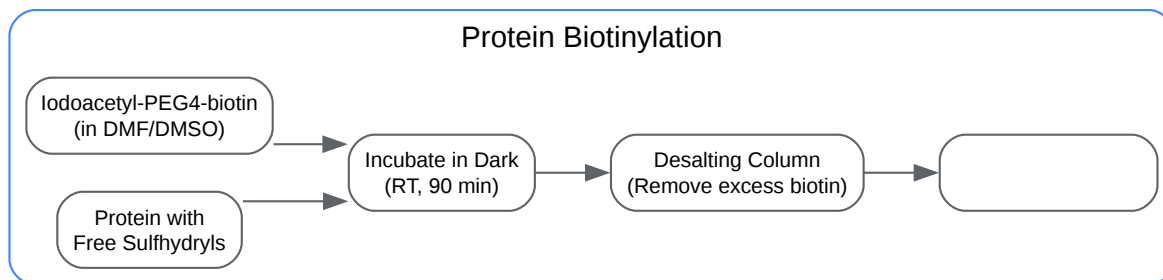 Protein Biotinylation
Iodoacetyl-PEG4-biotin
(in DMF/DMSO)
Protein with
Free Sulfhydryls
Incubate in Dark
(RT, 90 min)
Desalting Column
(Remove excess biotin)